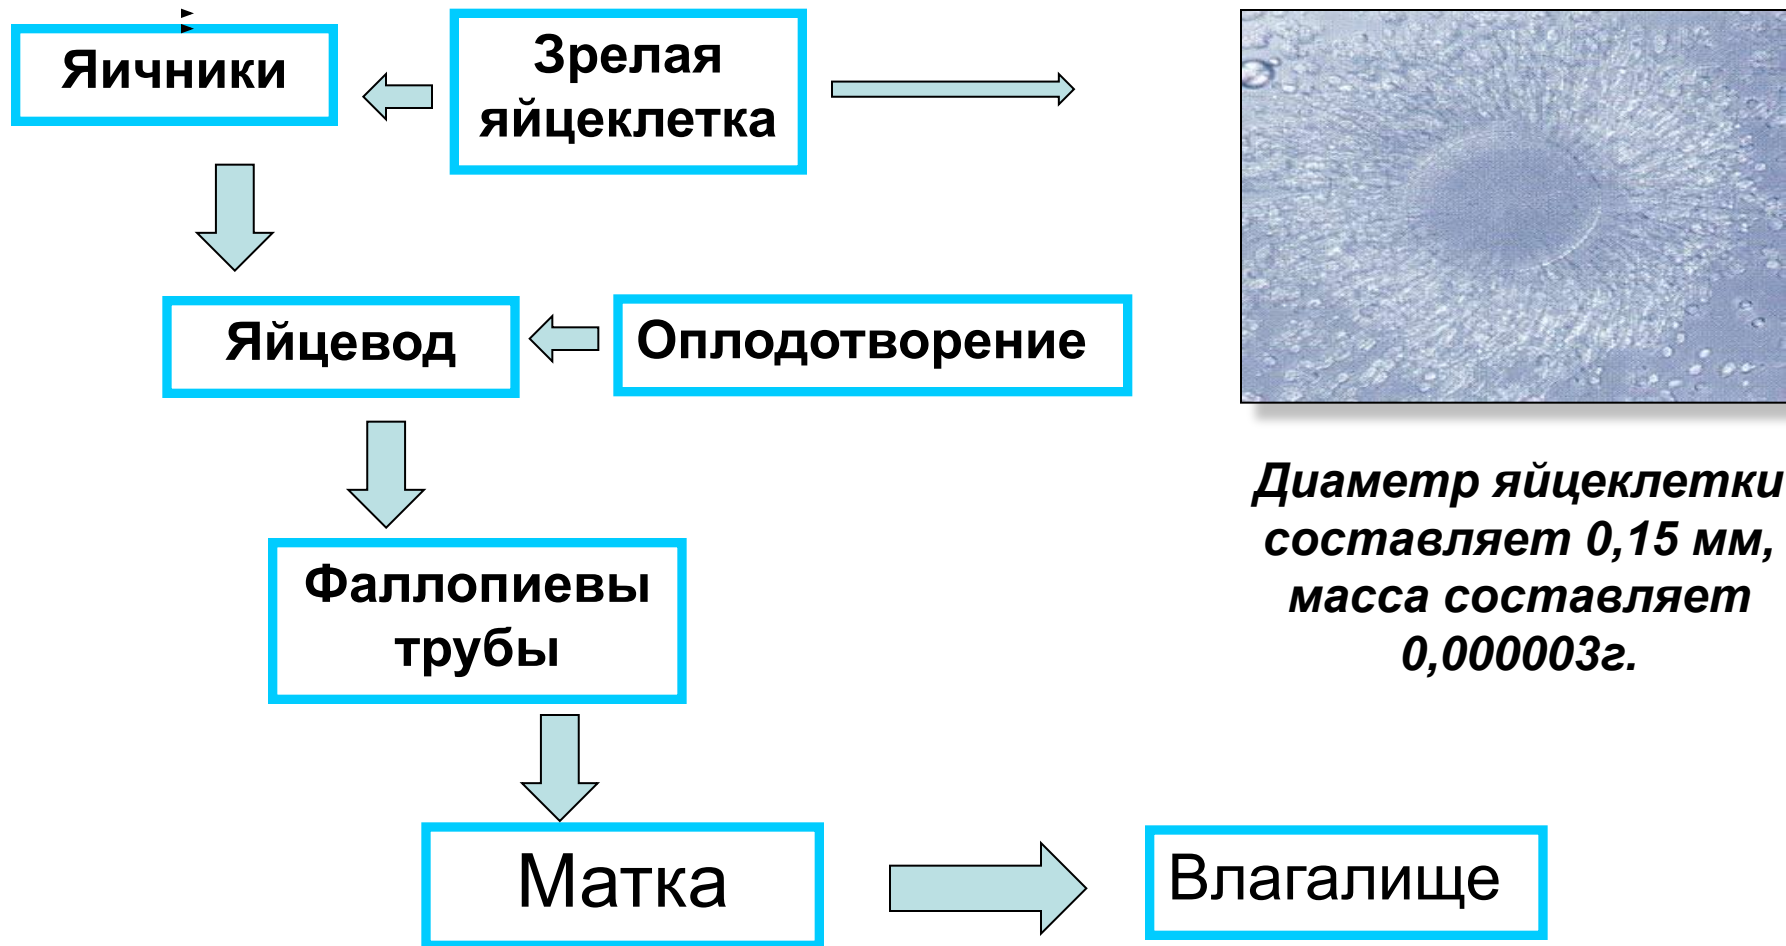 Яичники
Зрелая
яйцеклетка
Яйцевод
Оплодотворение
Фаллопиевы
трубы
Матка
Влагалище
Диаметр яйцеклетки
составляет 0,15 мм,
масса составляет
0,000003г.